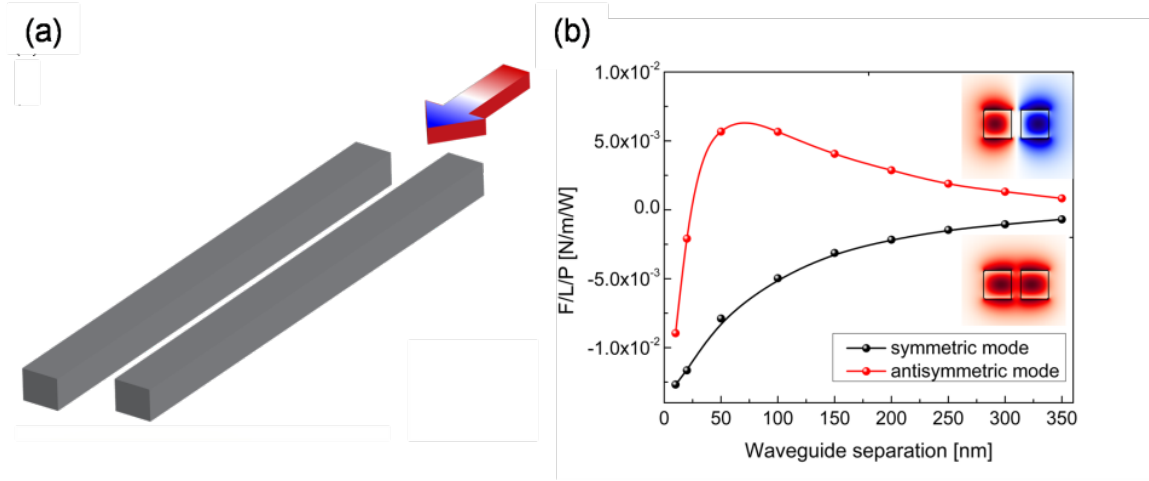 (a)
(b)
1.0x10⁻²
5.0x10⁻³
0.0
-5.0x10⁻³
-1.0x10⁻²
F/L/P [N/m/W]
symmetric mode
antisymmetric mode
0 50 100 150 200 250 300 350
Waveguide separation [nm]